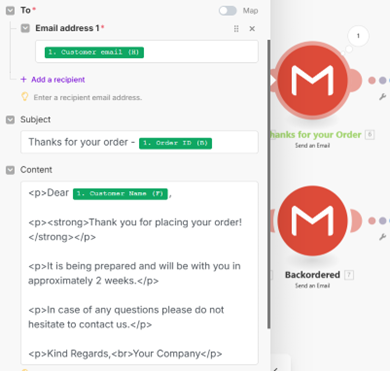 To *
Map
Email address 1 *
1. Customer email (H)
+ Add a recipient
Enter a recipient email address.
Subject
Thanks for your order - 1. Order ID (B)
Content
<p>Dear 1. Customer Name (F),
<p><strong>Thank you for placing your order!
</strong></p>
<p>It is being prepared and will be with you in
approximately 2 weeks.</p>
<p>In case of any questions please do not
hesitate to contact us.</p>
<p>Kind Regards,<br>Your Company</p>
1
hanks for your Order 6
Send an Email
Backordered 7
Send an Email